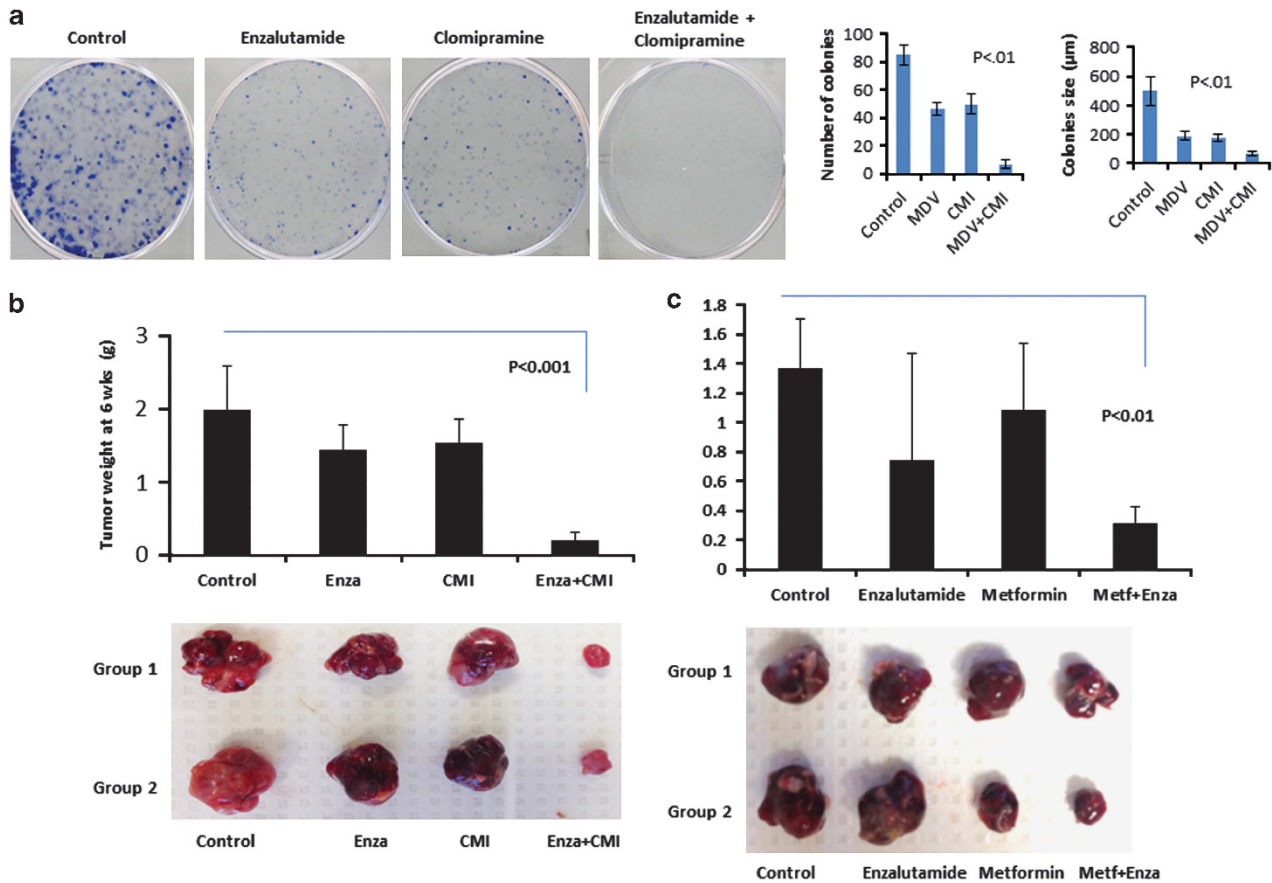 a
Control
Enzalutamide
Clomipramine
Enzalutamide +
Clomipramine
Number of colonies
100
80
60
40
20
0
P<.01
Control
MDV
CMI
MDV+CMI
Colonies size (µm)
800
600
400
200
0
P<.01
Control
MDV
CMI
MDV+CMI
b
Tumor weight at 6 wks (g)
3
2
1
0
P<0.001
Control
Enza
CMI
Enza+CMI
Group 1
Group 2
Control
Enza
CMI
Enza+CMI
c
1.8
1.6
1.4
1.2
1
0.8
0.6
0.4
0.2
0
P<0.01
Control
Enzalutamide
Metformin
Metf+Enza
Group 1
Group 2
Control
Enzalutamide
Metformin
Metf+Enza